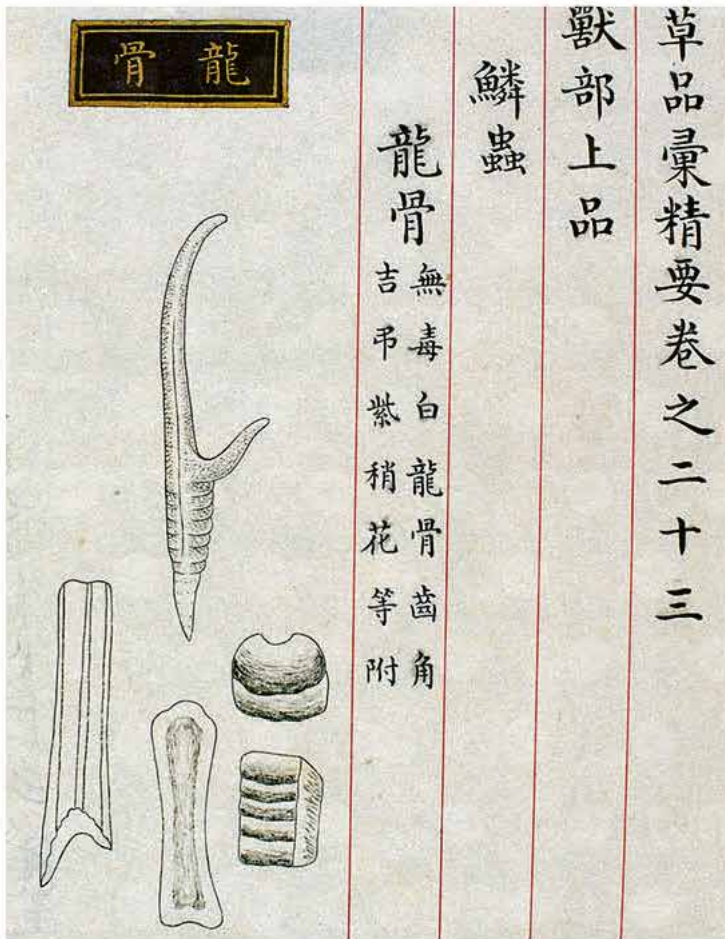 草品彙精要卷之二十三
獸部上品
鱗蟲
龍骨
無毒白龍骨齒角
吉弔紫稍花等附
龍骨